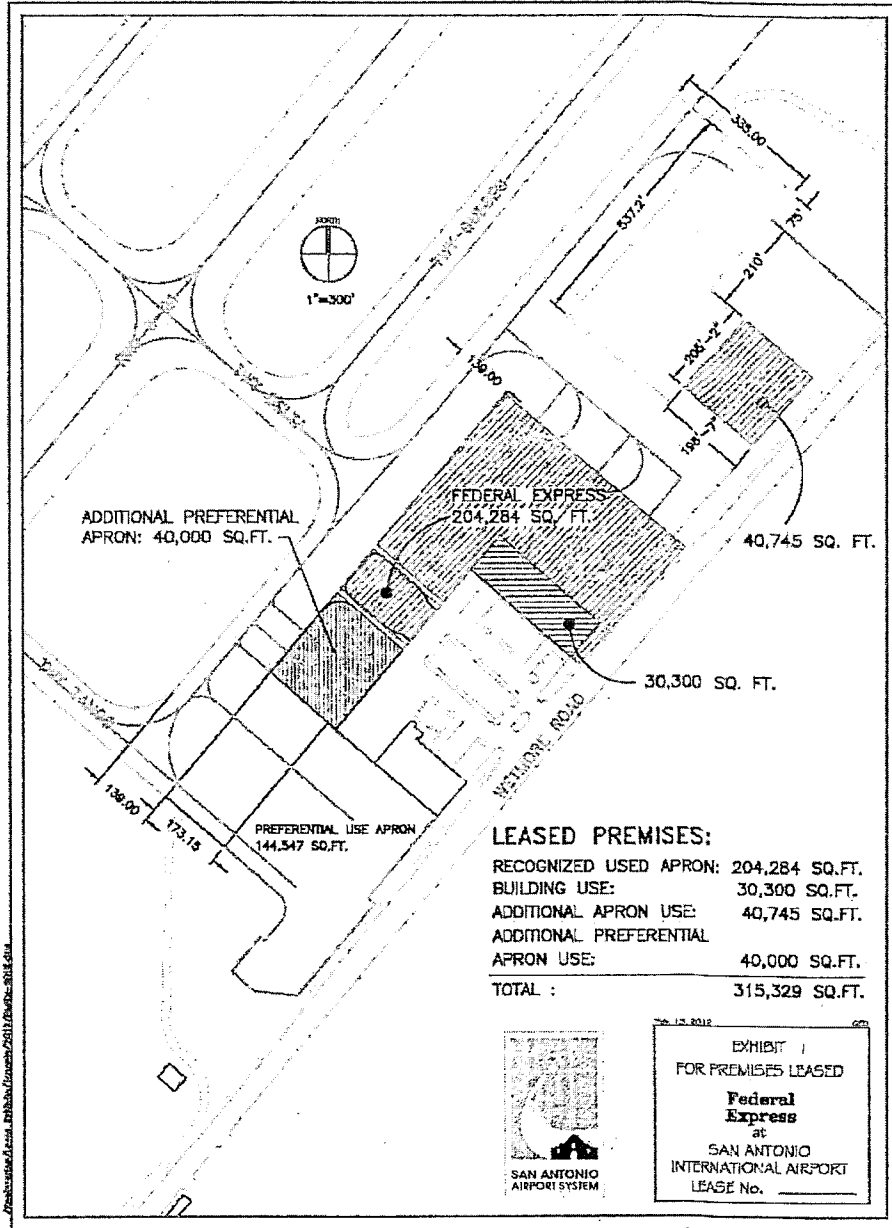 335.00
75'
537.2'
210'
NORTH
1"=300'
205'-2"
139.00
198'-7"
FEDERAL EXPRESS
204,284 SQ. FT.
ADDITIONAL PREFERENTIAL
APRON: 40,000 SQ.FT.
40,745 SQ. FT.
30,300 SQ. FT.
WETMORE ROAD
139.00
173.15
PREFERENTIAL USE APRON
144,547 SQ.FT.
LEASED PREMISES:
RECOGNIZED USED APRON: 204,284 SQ.FT.
BUILDING USE: 30,300 SQ.FT.
ADDITIONAL APRON USE: 40,745 SQ.FT.
ADDITIONAL PREFERENTIAL
APRON USE: 40,000 SQ.FT.
TOTAL : 315,329 SQ.FT.
SAN ANTONIO
AIRPORT SYSTEM
EXHIBIT 1
FOR PREMISES LEASED
Federal
Express
at
SAN ANTONIO
INTERNATIONAL AIRPORT
LEASE No.